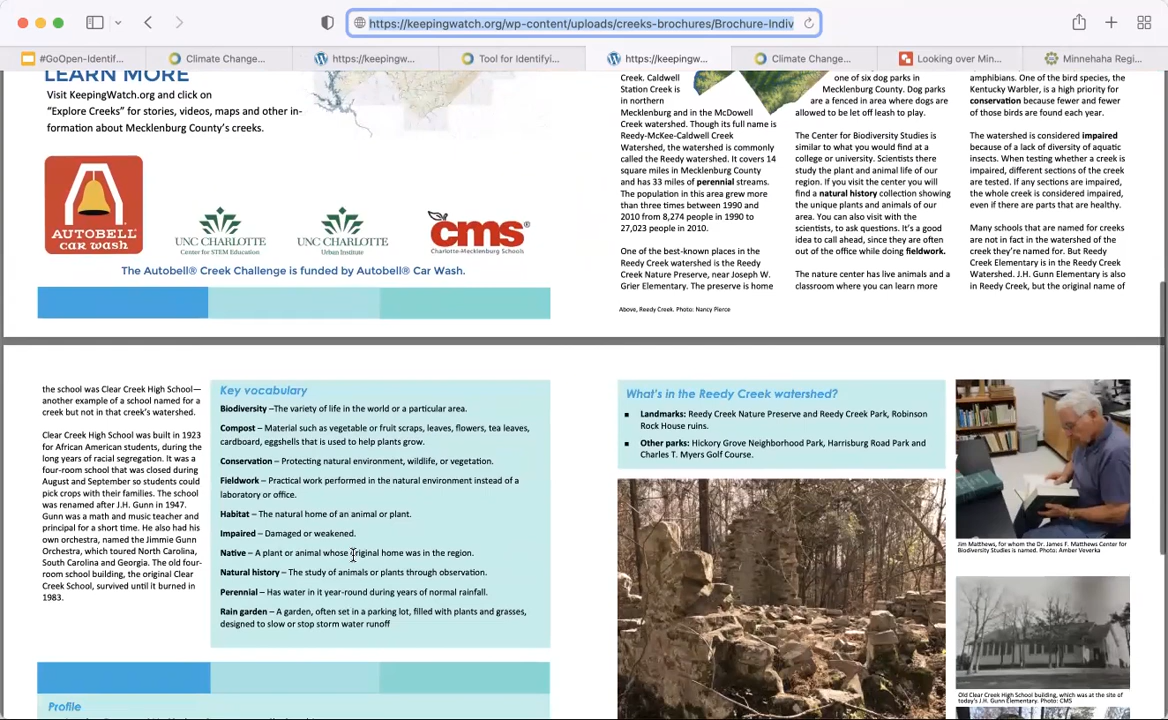 https://keepingwatch.org/wp-content/uploads/creeks-brochures/Brochure-Indiv
#GoOpen-Identif...
Climate Change...
https://keepingw...
Tool for Identifyi...
https://keepingw...
Climate Change...
Looking over Min...
Minnehaha Regi...
LEARN MORE
Visit KeepingWatch.org and click on
“Explore Creeks” for stories, videos, maps and other in-
formation about Mecklenburg County’s creeks.
AUTOBELL
car wash
UNC CHARLOTTE
Center for STEM Education
UNC CHARLOTTE
Urban Institute
cms
Charlotte-Mecklenburg Schools
The Autobell® Creek Challenge is funded by Autobell® Car Wash.
Creek. Caldwell
Station Creek is
in northern
Mecklenburg and in the McDowell
Creek watershed. Though its full name is
Reedy-McKee-Caldwell Creek
Watershed, the watershed is commonly
called the Reedy watershed. It covers 14
square miles in Mecklenburg County
and has 33 miles of perennial streams.
The population in this area grew more
than three times between 1990 and
2010 from 8,274 people in 1990 to
27,023 people in 2010.
One of the best-known places in the
Reedy Creek watershed is the Reedy
Creek Nature Preserve, near Joseph W.
Grier Elementary. The preserve is home
Above, Reedy Creek. Photo: Nancy Pierce
one of six dog parks in
Mecklenburg County. Dog parks
are a fenced in area where dogs are
allowed to be let off leash to play.
The Center for Biodiversity Studies is
similar to what you would find at a
college or university. Scientists there
study the plant and animal life of our
region. If you visit the center you will
find a natural history collection showing
the unique plants and animals of our
area. You can also visit with the
scientists, to ask questions. It’s a good
idea to call ahead, since they are often
out of the office while doing fieldwork.
The nature center has live animals and a
classroom where you can learn more
amphibians. One of the bird species, the
Kentucky Warbler, is a high priority for
conservation because fewer and fewer
of those birds are found each year.
The watershed is considered impaired
because of a lack of diversity of aquatic
insects. When testing whether a creek is
impaired, different sections of the creek
are tested. If any sections are impaired,
the whole creek is considered impaired,
even if there are parts that are healthy.
Many schools that are named for creeks
are not in fact in the watershed of the
creek they’re named for. But Reedy
Creek Elementary is in the Reedy Creek
Watershed. J.H. Gunn Elementary is also
in Reedy Creek, but the original name of
the school was Clear Creek High School—
another example of a school named for a
creek but not in that creek’s watershed.
Clear Creek High School was built in 1923
for African American students, during the
long years of racial segregation. It was a
four-room school that was closed during
August and September so students could
pick crops with their families. The school
was renamed after J.H. Gunn in 1947.
Gunn was a math and music teacher and
principal for a short time. He also had his
own orchestra, named the Jimmie Gunn
Orchestra, which toured North Carolina,
South Carolina and Georgia. The old four-
room school building, the original Clear
Creek School, survived until it burned in
1983.
Key vocabulary
Biodiversity –The variety of life in the world or a particular area.
Compost – Material such as vegetable or fruit scraps, leaves, flowers, tea leaves,
cardboard, eggshells that is used to help plants grow.
Conservation – Protecting natural environment, wildlife, or vegetation.
Fieldwork – Practical work performed in the natural environment instead of a
laboratory or office.
Habitat – The natural home of an animal or plant.
Impaired – Damaged or weakened.
Native – A plant or animal whose original home was in the region.
Natural history – The study of animals or plants through observation.
Perennial – Has water in it year-round during years of normal rainfall.
Rain garden – A garden, often set in a parking lot, filled with plants and grasses,
designed to slow or stop storm water runoff
Profile
What’s in the Reedy Creek watershed?
Landmarks: Reedy Creek Nature Preserve and Reedy Creek Park, Robinson
Rock House ruins.
Other parks: Hickory Grove Neighborhood Park, Harrisburg Road Park and
Charles T. Myers Golf Course.
Jim Matthews, for whom the Dr. James F. Matthews Center for
Biodiversity Studies is named. Photo: Amber Veverka
Old Clear Creek High School building, which was at the site of
today’s J.H. Gunn Elementary. Photo: CMS